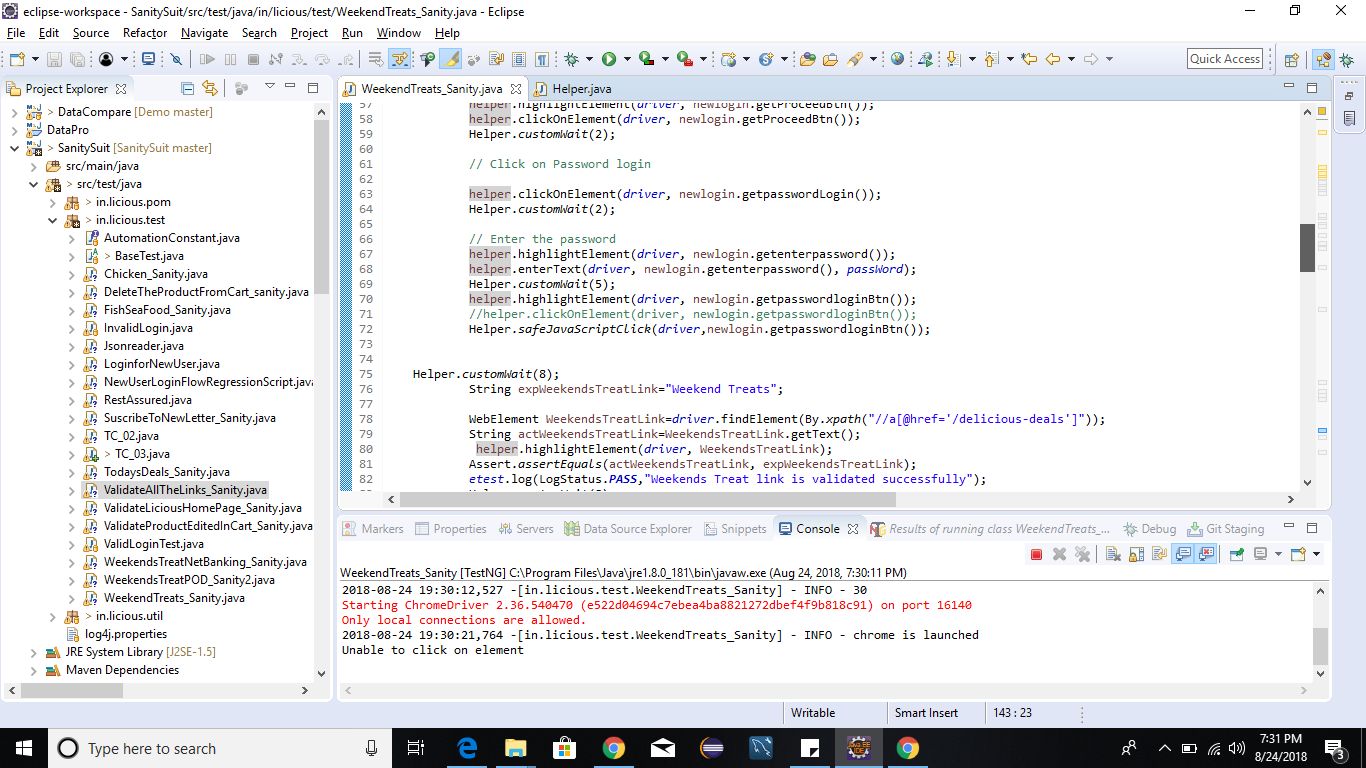 eclipse-workspace - SanitySuit/src/test/java/in/licious/test/WeekendTreats_Sanity.java - Eclipse
File Edit Source Refactor Navigate Search Project Run Window Help
Quick Access
Project Explorer
> DataCompare [Demo master]
DataPro
> SanitySuit [SanitySuit master]
src/main/java
> src/test/java
> in.licious.pom
> in.licious.test
AutomationConstant.java
> BaseTest.java
Chicken_Sanity.java
DeleteTheProductFromCart_sanity.java
FishSeaFood_Sanity.java
InvalidLogin.java
Jsonreader.java
LoginforNewUser.java
NewUserLoginFlowRegressionScript.java
RestAssured.java
SuscribeToNewLetter_Sanity.java
TC_02.java
> TC_03.java
TodaysDeals_Sanity.java
ValidateAllTheLinks_Sanity.java
ValidateLiciousHomePage_Sanity.java
ValidateProductEditedInCart_Sanity.java
ValidLoginTest.java
WeekendsTreatNetBanking_Sanity.java
WeekendsTreatPOD_Sanity2.java
WeekendTreats_Sanity.java
> in.licious.util
log4j.properties
JRE System Library [J2SE-1.5]
Maven Dependencies
WeekendTreats_Sanity.java Helper.java
57 helper.highlightElement(driver, newlogin.getProceedBtn());
58 helper.clickOnElement(driver, newlogin.getProceedBtn());
59 Helper.customWait(2);
60
61 // Click on Password login
62
63 helper.clickOnElement(driver, newlogin.getpasswordLogin());
64 Helper.customWait(2);
65
66 // Enter the password
67 helper.highlightElement(driver, newlogin.getenterpassword());
68 helper.enterText(driver, newlogin.getenterpassword(), passWord);
69 Helper.customWait(5);
70 helper.highlightElement(driver, newlogin.getpasswordloginBtn());
71 //helper.clickOnElement(driver, newlogin.getpasswordloginBtn());
72 Helper.safeJavaScriptClick(driver,newlogin.getpasswordloginBtn());
73
74
75 Helper.customWait(8);
76 String expWeekendsTreatLink="Weekend Treats";
77
78 WebElement WeekendsTreatLink=driver.findElement(By.xpath("//a[@href='/delicious-deals']"));
79 String actWeekendsTreatLink=WeekendsTreatLink.getText();
80 helper.highlightElement(driver, WeekendsTreatLink);
81 Assert.assertEquals(actWeekendsTreatLink, expWeekendsTreatLink);
82 etest.log(LogStatus.PASS,"Weekends Treat link is validated successfully");
Markers Properties Servers Data Source Explorer Snippets Console Results of running class WeekendTreats_... Debug Git Staging
WeekendTreats_Sanity [TestNG] C:\Program Files\Java\jre1.8.0_181\bin\javaw.exe (Aug 24, 2018, 7:30:11 PM)
2018-08-24 19:30:12,527 -[in.licious.test.WeekendTreats_Sanity] - INFO - 30
Starting ChromeDriver 2.36.540470 (e522d04694c7ebea4ba8821272dbef4f9b818c91) on port 16140
Only local connections are allowed.
2018-08-24 19:30:21,764 -[in.licious.test.WeekendTreats_Sanity] - INFO - chrome is launched
Unable to click on element
Writable Smart Insert 143 : 23
Type here to search
7:31 PM
8/24/2018
3